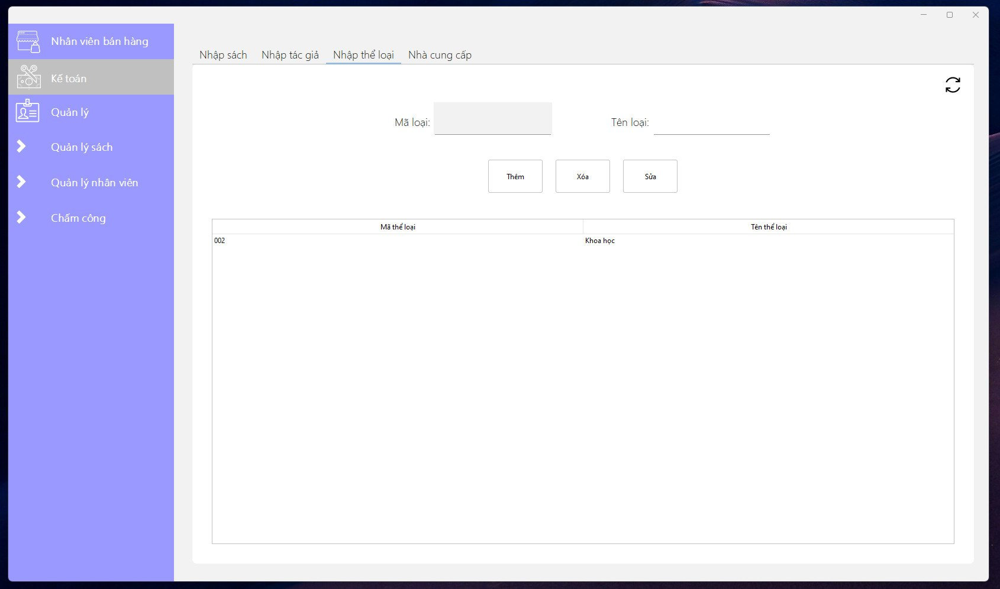 Nhân viên bán hàng
Kế toán
Quản lý
Quản lý sách
Quản lý nhân viên
Chấm công
Nhập sách Nhập tác giả Nhập thể loại Nhà cung cấp
Mã loại: Tên loại:
Thêm Xóa Sửa
Mã thể loại Tên thể loại
002 Khoa học